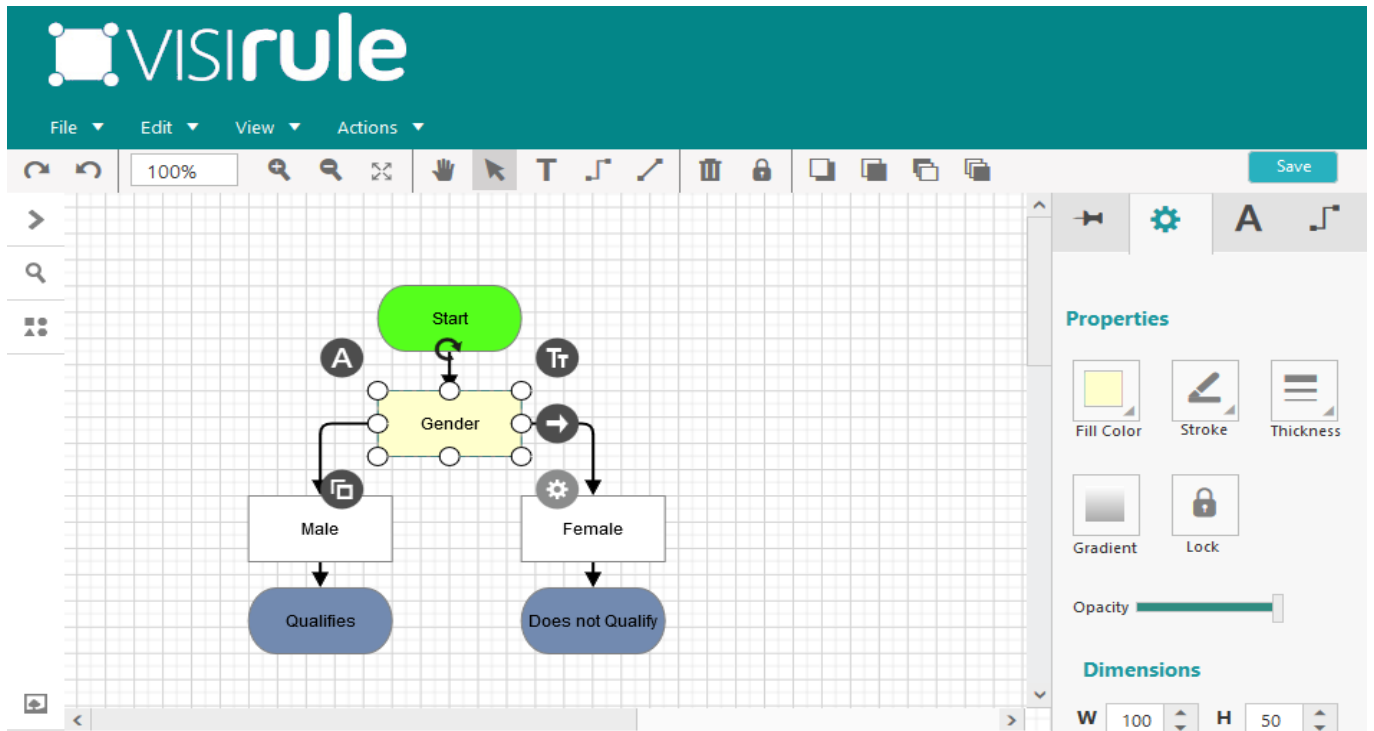 VISIrule
File Edit View Actions
100% T Save
A
Start
A TT
Gender
Male Female
Qualifies Does not Qualify
Properties
Fill Color Stroke Thickness
Gradient Lock
Opacity
Dimensions
W 100 H 50